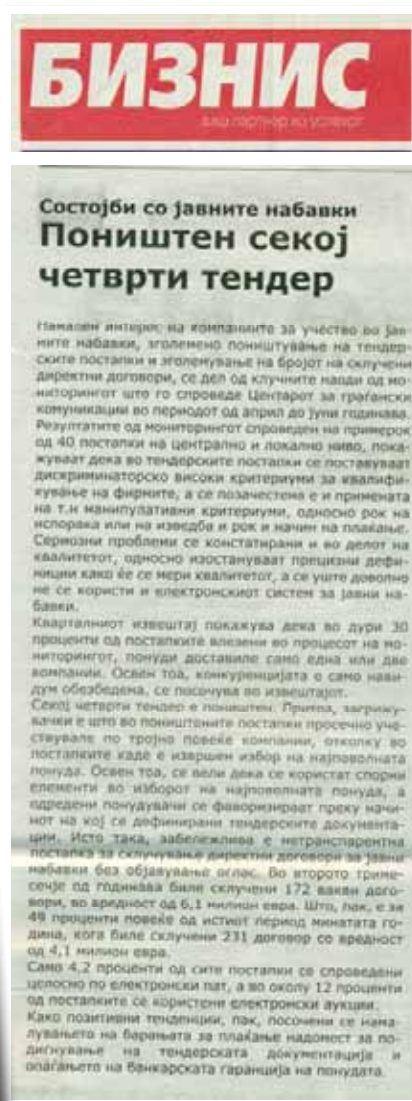 БИЗНИС
ваш партнер во успехот
Состојби со јавните набавки
Поништен секој
четврти тендер
Намален интерес на компаниите за учество во јав-
ните набавки, зголемено поништување на тендер-
ските постапки и зголемување на бројот на склучени
директни договори, се дел од клучните наоди од мо-
ниторингот што го спроведе Центарот за граѓански
комуникации во периодот од април до јуни годинава.
Резултатите од мониторингот спроведен на примерок
од 40 постапки на централно и локално ниво, пока-
жуваат дека во тендерските постапки се поставуваат
дискриминаторско високи критериуми за квалифи-
кување на фирмите, а се позачестена е и примената
на т.н манипулативни критериуми, односно рок на
испорака или на изведба и рок и начин на плаќање.
Сериозни проблеми се констатирани и во делот на
квалитетот, односно изостануваат прецизни дефи-
ниции како ќе се мери квалитетот, а се уште доволно
не се користи и електронскиот систем за јавни на-
бавки.
Кварталниот извештај покажува дека во дури 30
проценти од постапките влезени во процесот на мо-
ниторингот, понуди доставиле само една или две
компании. Освен тоа, конкуренцијата е само нави-
дум обезбедена, се посочува во извештајот.
Секој четврти тендер е поништен. Притоа, загрижу-
вачки е што во поништените постапки просечно уче-
ствувале по тројно повеќе компании, отколку во
постапките каде е извршен избор на најповолната
понуда. Освен тоа, се вели дека се користат спорни
елементи во изборот на најповолната понуда, а
одредени понудувачи се фаворизираат преку начи-
нот на кој се дефинирани тендерските документа-
ции. Исто така, забележлива е нетранспарентна
постапка за склучување директни договори за јавни
набавки без објавување оглас. Во второто триме-
сечје од годинава биле склучени 172 вакви дого-
вори, во вредност од 6,1 милион евра. Што, пак, е за
49 проценти повеќе од истиот период минатата го-
дина, кога биле склучени 231 договор со вредност
од 4,1 милион евра.
Само 4,2 проценти од сите постапки се спроведени
целосно по електронски пат, а во околу 12 проценти
од постапките се користени електронски аукции.
Како позитивни тенденции, пак, посочени се нама-
лувањето на барањата за плаќање надомест за по-
дигнување на тендерската документација и
опаѓањето на банкарската гаранција на понудата.